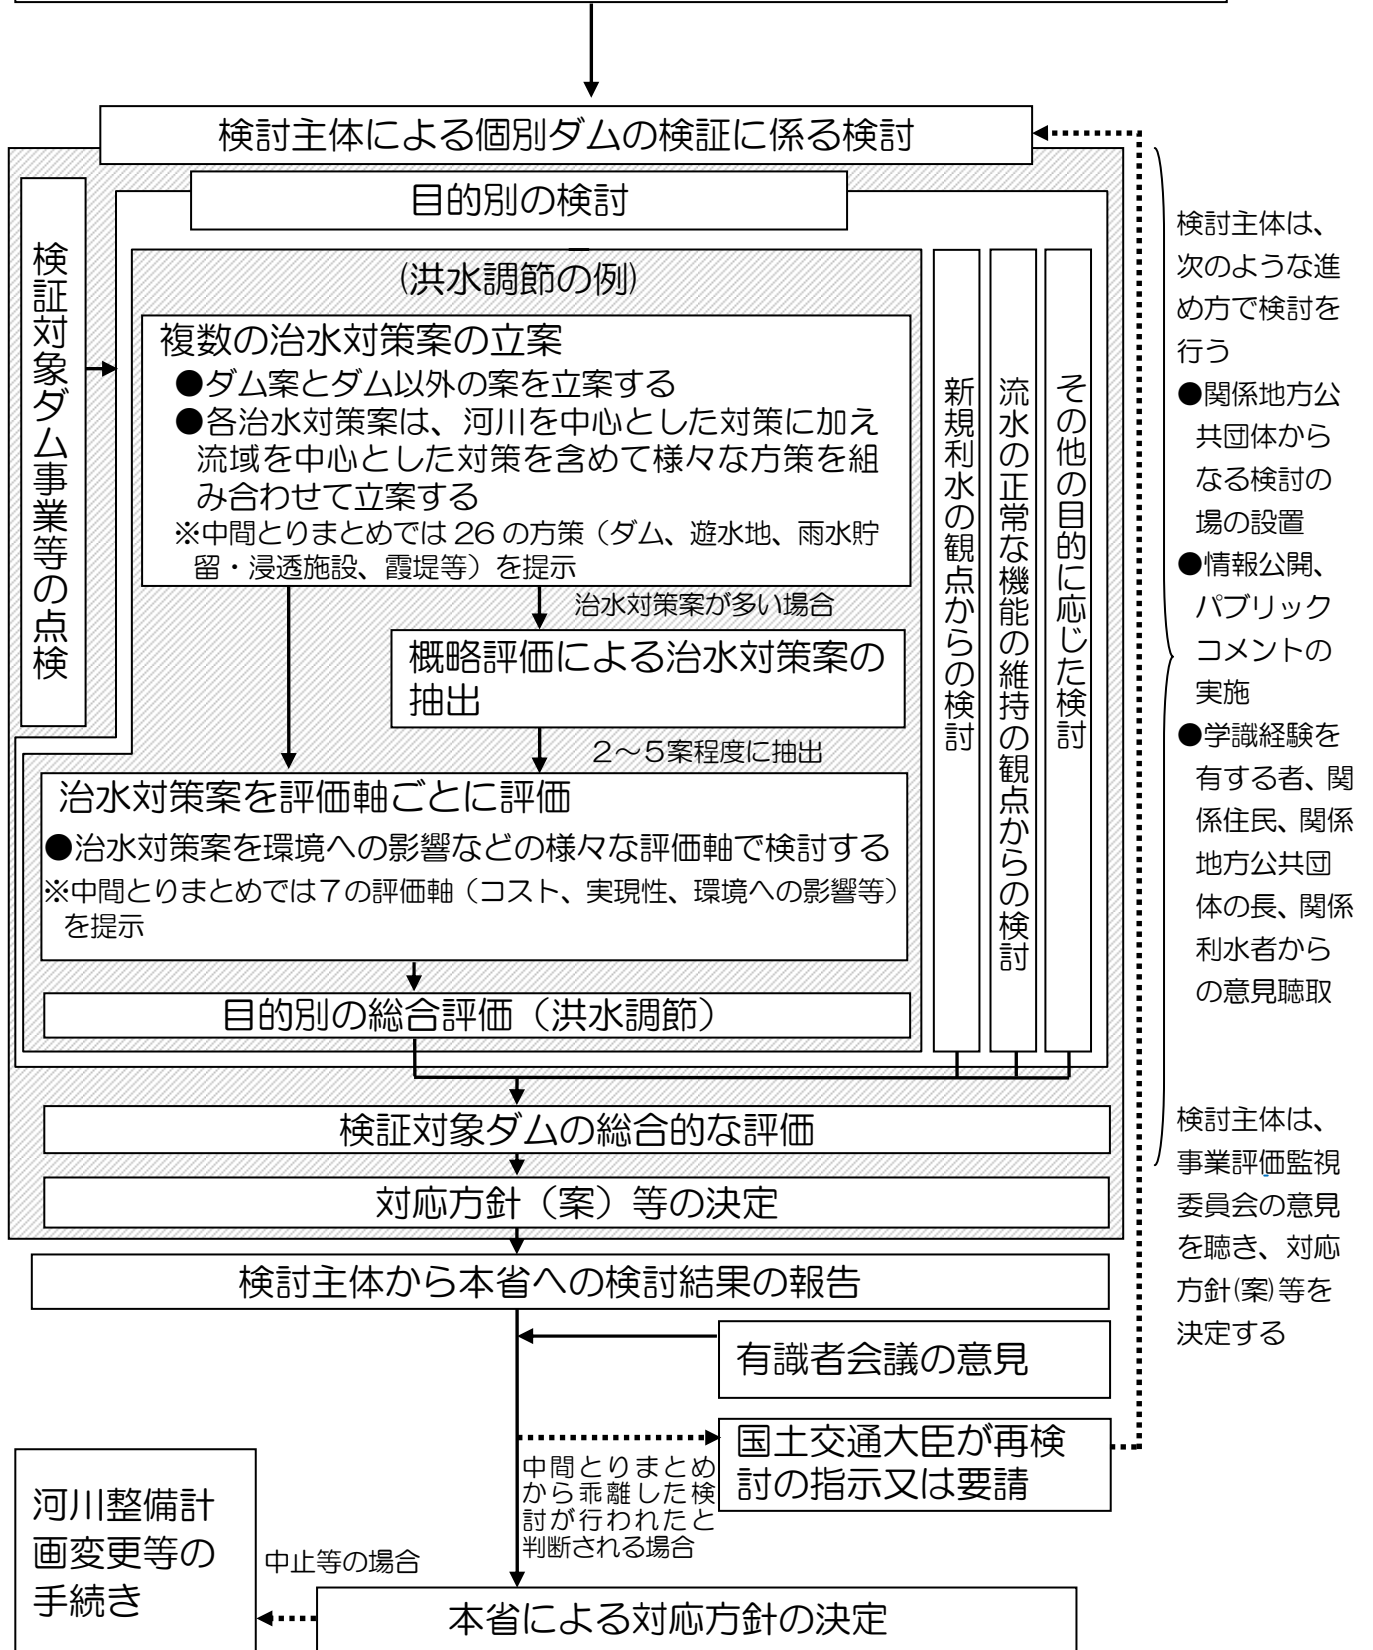 検討主体による個別ダムの検証に係る検討
検証対象ダム事業等の点検
目的別の検討
(洪水調節の例)
複数の治水対策案の立案
●ダム案とダム以外の案を立案する
●各治水対策案は、河川を中心とした対策に加え
流域を中心とした対策を含めて様々な方策を組
み合わせて立案する
※中間とりまとめでは 26 の方策（ダム、遊水地、雨水貯
留・浸透施設、霞堤等）を提示
治水対策案が多い場合
概略評価による治水対策案の
抽出
２～５案程度に抽出
治水対策案を評価軸ごとに評価
●治水対策案を環境への影響などの様々な評価軸で検討する
※中間とりまとめでは７の評価軸（コスト、実現性、環境への影響等）
を提示
目的別の総合評価（洪水調節）
新規利水の観点からの検討
流水の正常な機能の維持の観点からの検討
その他の目的に応じた検討
検証対象ダムの総合的な評価
対応方針（案）等の決定
検討主体から本省への検討結果の報告
有識者会議の意見
国土交通大臣が再検
討の指示又は要請
中間とりまとめ
から乖離した検
討が行われたと
判断される場合
河川整備計
画変更等の
手続き
中止等の場合
本省による対応方針の決定
検討主体は、
次のような進
め方で検討を
行う
●関係地方公
共団体から
なる検討の
場の設置
●情報公開、
パブリック
コメントの
実施
●学識経験を
有する者、関
係住民、関係
地方公共団
体の長、関係
利水者から
の意見聴取
検討主体は、
事業評価監視
委員会の意見
を聴き、対応
方針(案)等を
決定する